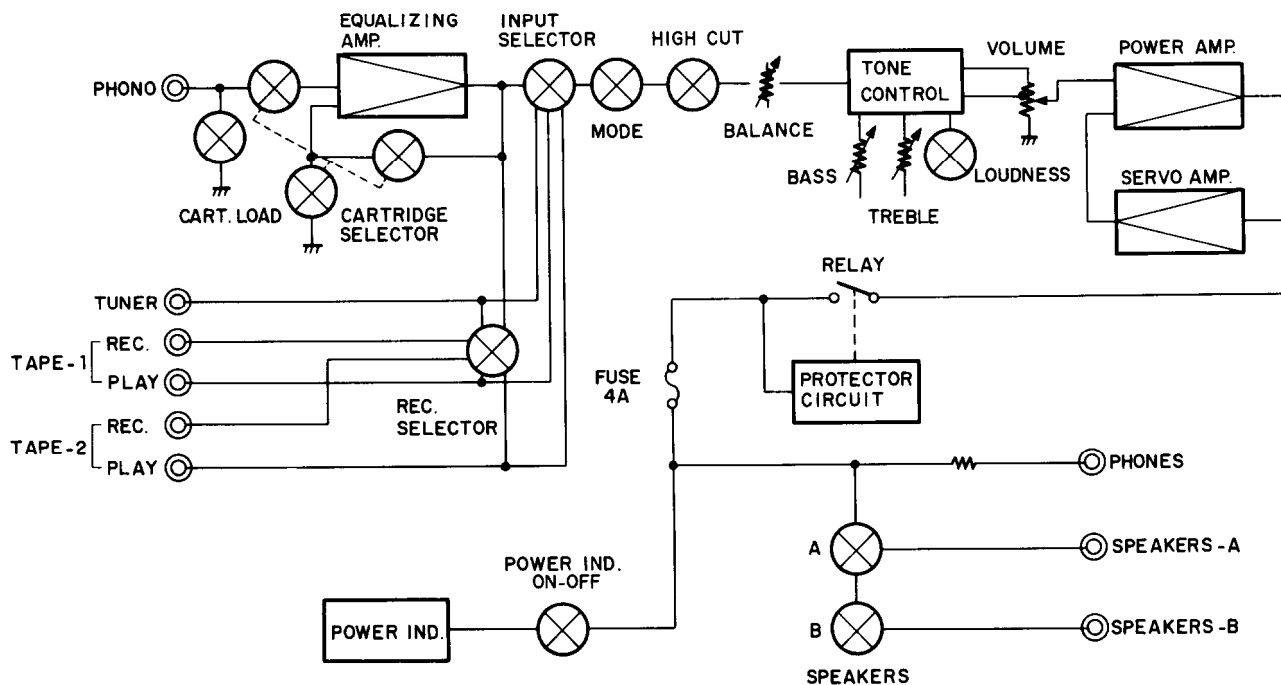 EQUALIZING
AMP.
INPUT
SELECTOR
HIGH CUT
VOLUME
POWER AMP.
PHONO
TONE
CONTROL
MODE
BALANCE
BASS
TREBLE
LOUDNESS
SERVO AMP.
CART. LOAD
CARTRIDGE
SELECTOR
RELAY
TUNER
TAPE-1
REC.
PLAY
TAPE-2
REC.
PLAY
REC.
SELECTOR
FUSE
4A
PROTECTOR
CIRCUIT
PHONES
A
SPEAKERS-A
POWER IND.
ON-OFF
POWER IND.
B
SPEAKERS-B
SPEAKERS